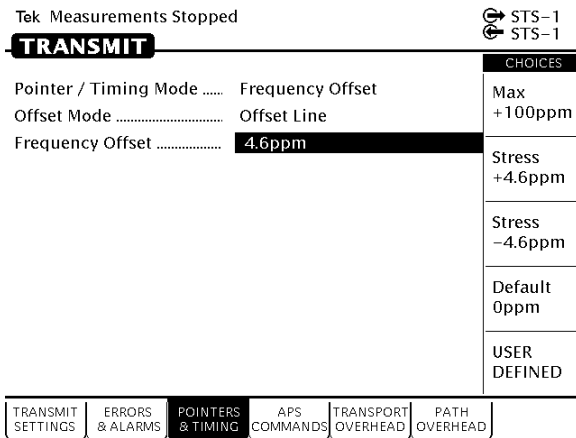 Tek Measurements Stopped
STS–1
STS–1
TRANSMIT
CHOICES
Pointer / Timing Mode ...... Frequency Offset
Offset Mode ............................. Offset Line
Frequency Offset .................. 4.6ppm
Max
+100ppm
Stress
+4.6ppm
Stress
–4.6ppm
Default
0ppm
USER
DEFINED
TRANSMIT
SETTINGS
ERRORS
& ALARMS
POINTERS
& TIMING
APS
COMMANDS
TRANSPORT
OVERHEAD
PATH
OVERHEAD